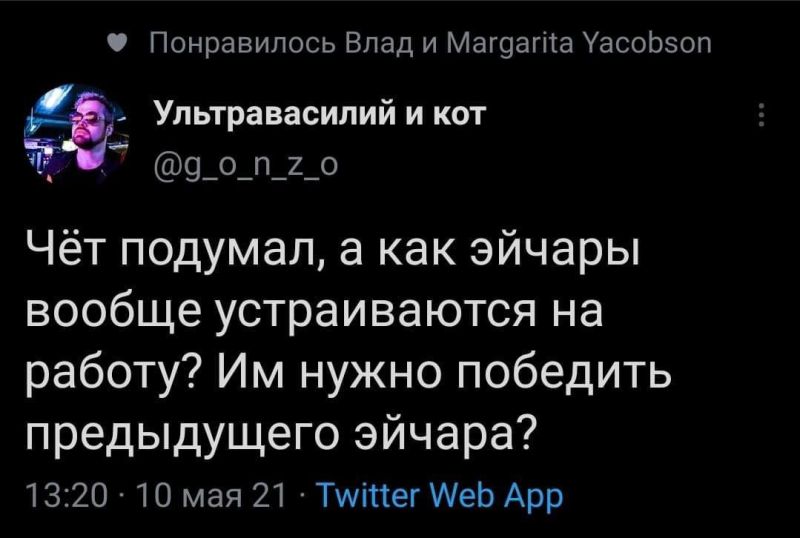 Понравилось Влад и Margarita Yacobson
Ультравасилий и кот
@g_o_n_z_o
Чёт подумал, а как эйчары
вообще устраиваются на
работу? Им нужно победить
предыдущего эйчара?
13:20 · 10 мая 21 · Twitter Web App